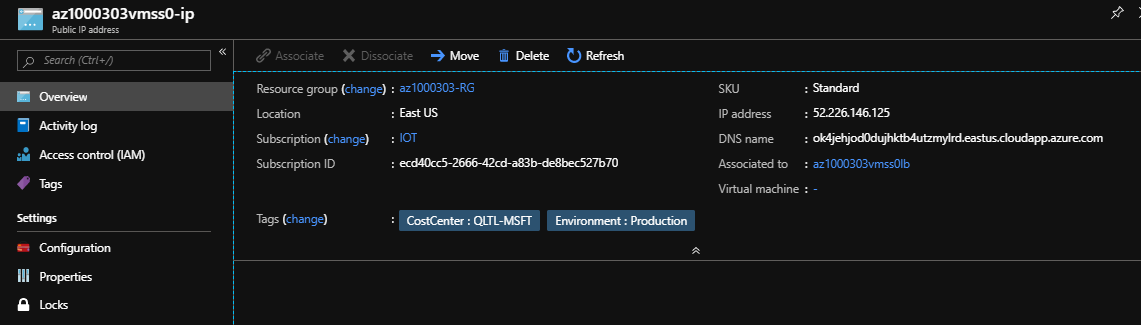 az1000303vmss0-ip
Public IP address
Search (Ctrl+/)
«
Overview
Activity log
Access control (IAM)
Tags
Settings
Configuration
Properties
Locks
Associate Dissociate Move Delete Refresh
Resource group (change) : az1000303-RG
Location : East US
Subscription (change) : IOT
Subscription ID : ecd40cc5-2666-42cd-a83b-de8bec527b70
SKU : Standard
IP address : 52.226.146.125
DNS name : ok4jehjod0dujhktb4utzmylrd.eastus.cloudapp.azure.com
Associated to : az1000303vmss0lb
Virtual machine : -
Tags (change) : CostCenter : QLTL-MSFT Environment : Production